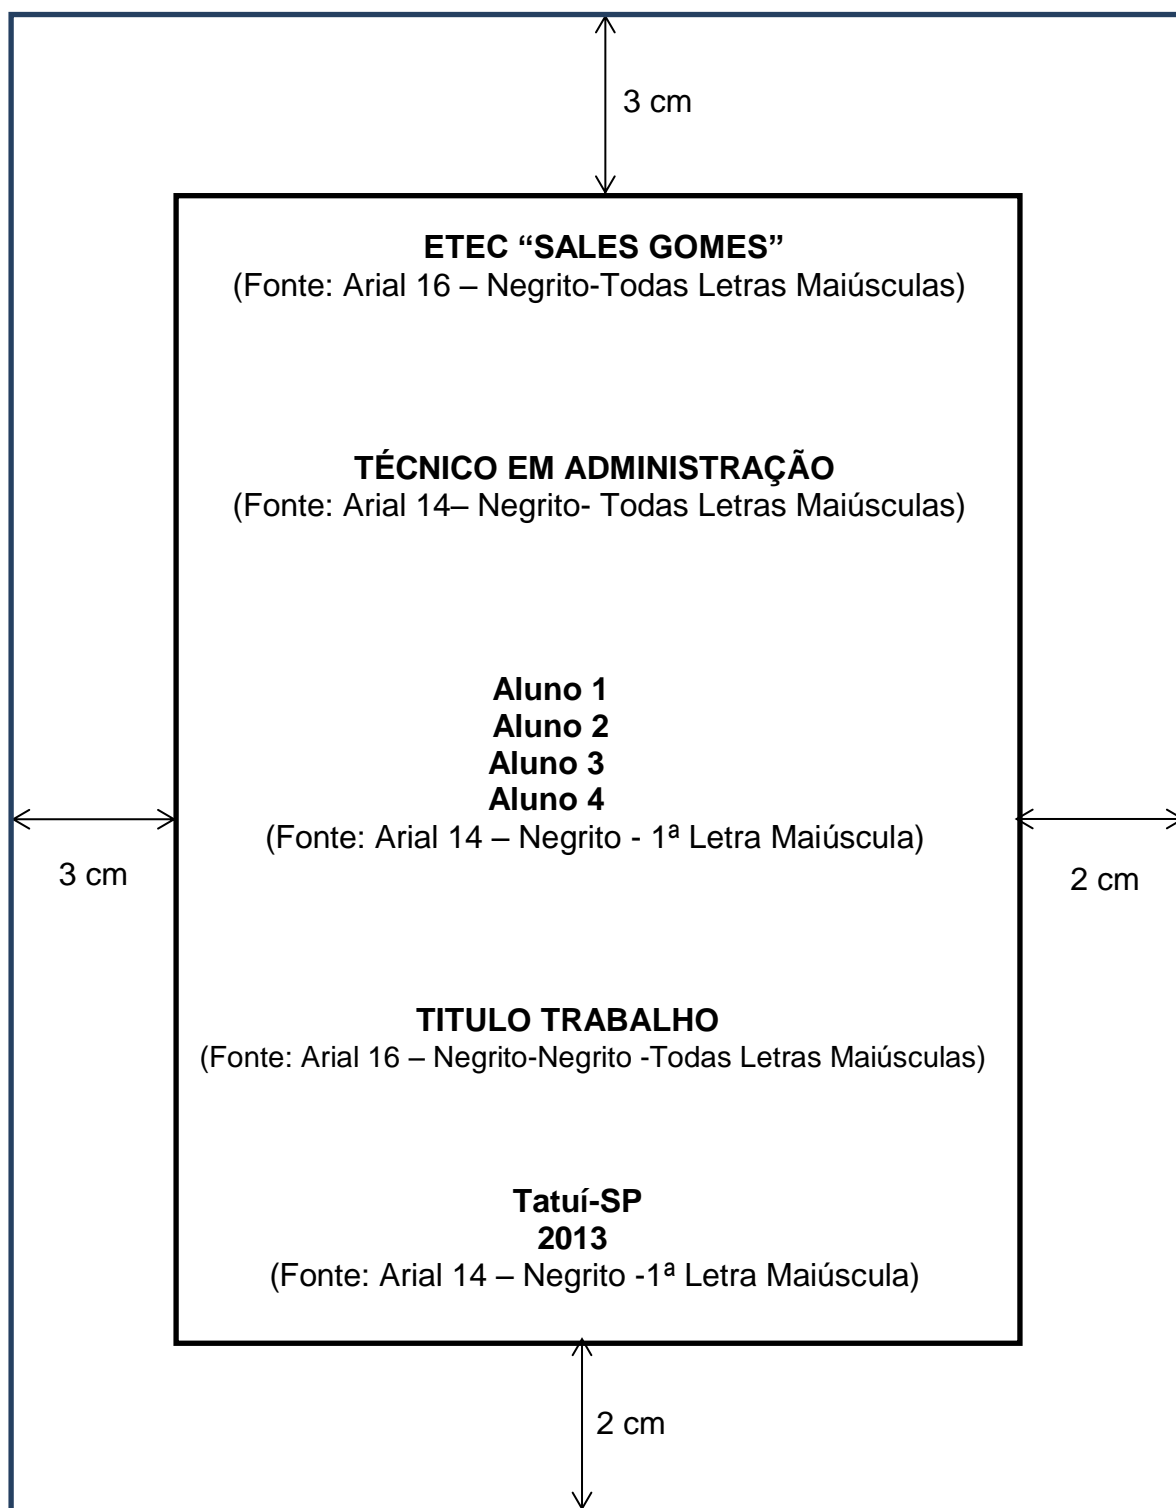 3 cm
ETEC “SALES GOMES”
(Fonte: Arial 16 – Negrito-Todas Letras Maiúsculas)
TÉCNICO EM ADMINISTRAÇÃO
(Fonte: Arial 14– Negrito- Todas Letras Maiúsculas)
Aluno 1
Aluno 2
Aluno 3
Aluno 4
(Fonte: Arial 14 – Negrito - 1ª Letra Maiúscula)
3 cm
2 cm
TITULO TRABALHO
(Fonte: Arial 16 – Negrito-Negrito -Todas Letras Maiúsculas)
Tatuí-SP
2013
(Fonte: Arial 14 – Negrito -1ª Letra Maiúscula)
2 cm